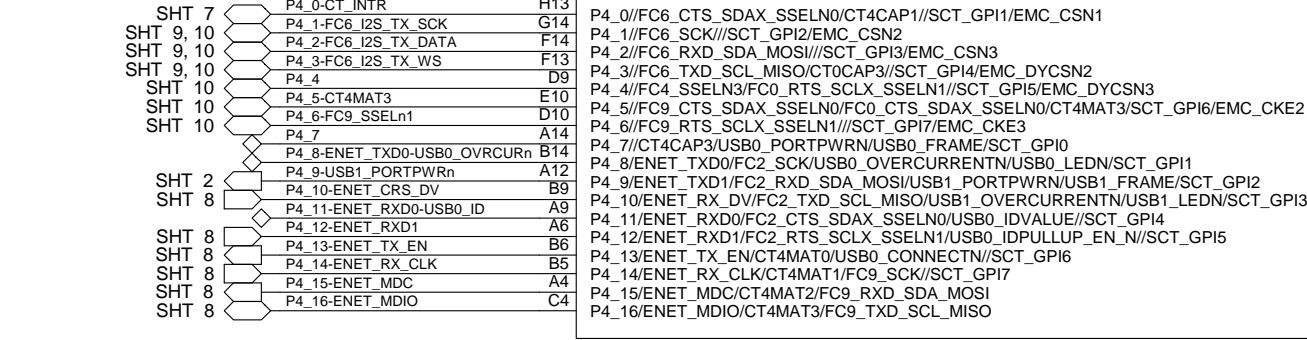 SHT 7 P4_0-CT_INTR H13 P4_0//FC6_CTS_SDAX_SSELN0/CT4CAP1//SCT_GPI1/EMC_CSN1
SHT 9, 10 P4_1-FC6_I2S_TX_SCK G14 P4_1//FC6_SCK///SCT_GPI2/EMC_CSN2
SHT 9, 10 P4_2-FC6_I2S_TX_DATA F14 P4_2//FC6_RXD_SDA_MOSI///SCT_GPI3/EMC_CSN3
SHT 9, 10 P4_3-FC6_I2S_TX_WS F13 P4_3//FC6_TXD_SCL_MISO/CT0CAP3//SCT_GPI4/EMC_DYCSN2
SHT 10 P4_4 D9 P4_4//FC4_SSELN3/FC0_RTS_SCLX_SSELN1//SCT_GPI5/EMC_DYCSN3
SHT 10 P4_5-CT4MAT3 E10 P4_5//FC9_CTS_SDAX_SSELN0/FC0_CTS_SDAX_SSELN0/CT4MAT3/SCT_GPI6/EMC_CKE2
SHT 10 P4_6-FC9_SSELn1 D10 P4_6//FC9_RTS_SCLX_SSELN1///SCT_GPI7/EMC_CKE3
P4_7 A14 P4_7//CT4CAP3/USB0_PORTPWRN/USB0_FRAME/SCT_GPI0
P4_8-ENET_TXD0-USB0_OVRCURn B14 P4_8/ENET_TXD0/FC2_SCK/USB0_OVERCURRENTN/USB0_LEDN/SCT_GPI1
SHT 2 P4_9-USB1_PORTPWRn A12 P4_9/ENET_TXD1/FC2_RXD_SDA_MOSI/USB1_PORTPWRN/USB1_FRAME/SCT_GPI2
SHT 8 P4_10-ENET_CRS_DV B9 P4_10/ENET_RX_DV/FC2_TXD_SCL_MISO/USB1_OVERCURRENTN/USB1_LEDN/SCT_GPI3
P4_11-ENET_RXD0-USB0_ID A9 P4_11/ENET_RXD0/FC2_CTS_SDAX_SSELN0/USB0_IDVALUE//SCT_GPI4
SHT 8 P4_12-ENET_RXD1 A6 P4_12/ENET_RXD1/FC2_RTS_SCLX_SSELN1/USB0_IDPULLUP_EN_N//SCT_GPI5
SHT 8 P4_13-ENET_TX_EN B6 P4_13/ENET_TX_EN/CT4MAT0/USB0_CONNECTN//SCT_GPI6
SHT 8 P4_14-ENET_RX_CLK B5 P4_14/ENET_RX_CLK/CT4MAT1/FC9_SCK//SCT_GPI7
SHT 8 P4_15-ENET_MDC A4 P4_15/ENET_MDC/CT4MAT2/FC9_RXD_SDA_MOSI
SHT 8 P4_16-ENET_MDIO C4 P4_16/ENET_MDIO/CT4MAT3/FC9_TXD_SCL_MISO